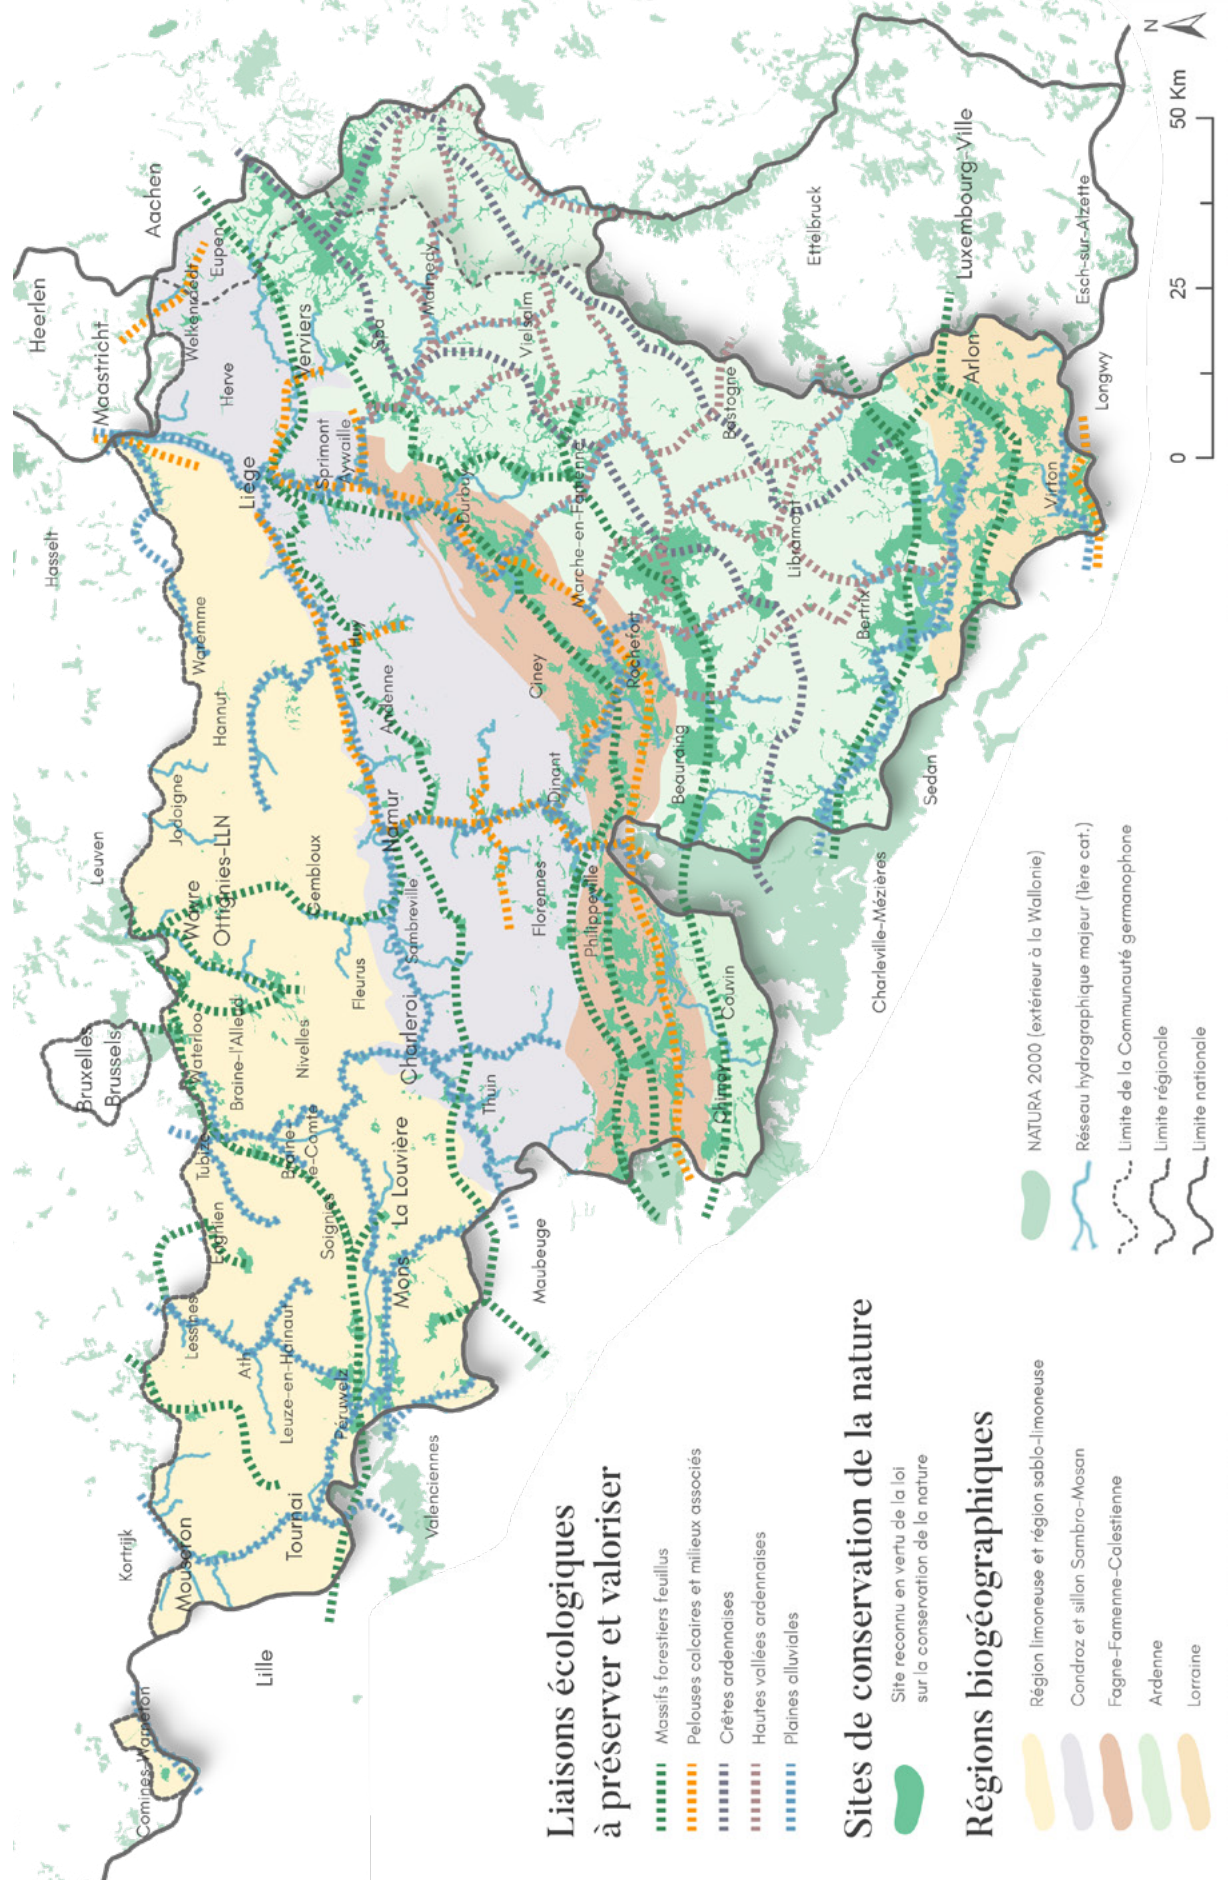 Heerlen
Maastricht
Aachen
Hasselt
Welkenraedt
Eupen
Herve
Verviers
Liège
Waremme
Hannut
Sprimont
Aywaille
Spa
Malmedy
Leuven
Jodoigne
Huy
Andenne
Durbuy
Vielsalm
Bruxelles
Brussels
Wavre
Ottignies-LLN
Gembloux
Namur
Ciney
Marche-en-Famenne
Waterloo
Braine-l'Alleud
Nivelles
Fleurus
Sambreville
Charleroi
Dinant
Rochefort
Bastogne
Ettelbruck
Tubize
Braine-
le-Comte
Enghien
Soignies
La Louvière
Thuin
Florennes
Philippeville
Beauraing
Libramont
Bertrix
Lessines
Ath
Leuze-en-Hainaut
Mons
Maubeuge
Couvin
Chimay
Sedan
Charleville-Mézières
Arlon
Luxembourg-Ville
Virton
Longwy
Esch-sur-Alzette
Kortrijk
Mouscron
Tournai
Péruwelz
Valenciennes
Lille
Comines-Warneton
N
0
25
50 Km
Liaisons écologiques
à préserver et valoriser
Massifs forestiers feuillus
Pelouses calcaires et milieux associés
Crêtes ardennaises
Hautes vallées ardennaises
Plaines alluviales
Sites de conservation de la nature
Site reconnu en vertu de la loi
sur la conservation de la nature
Régions biogéographiques
Région limoneuse et région sablo-limoneuse
Condroz et sillon Sambro-Mosan
Fagne-Famenne-Calestienne
Ardenne
Lorraine
NATURA 2000 (extérieur à la Wallonie)
Réseau hydrographique majeur (1ère cat.)
Limite de la Communauté germanophone
Limite régionale
Limite nationale